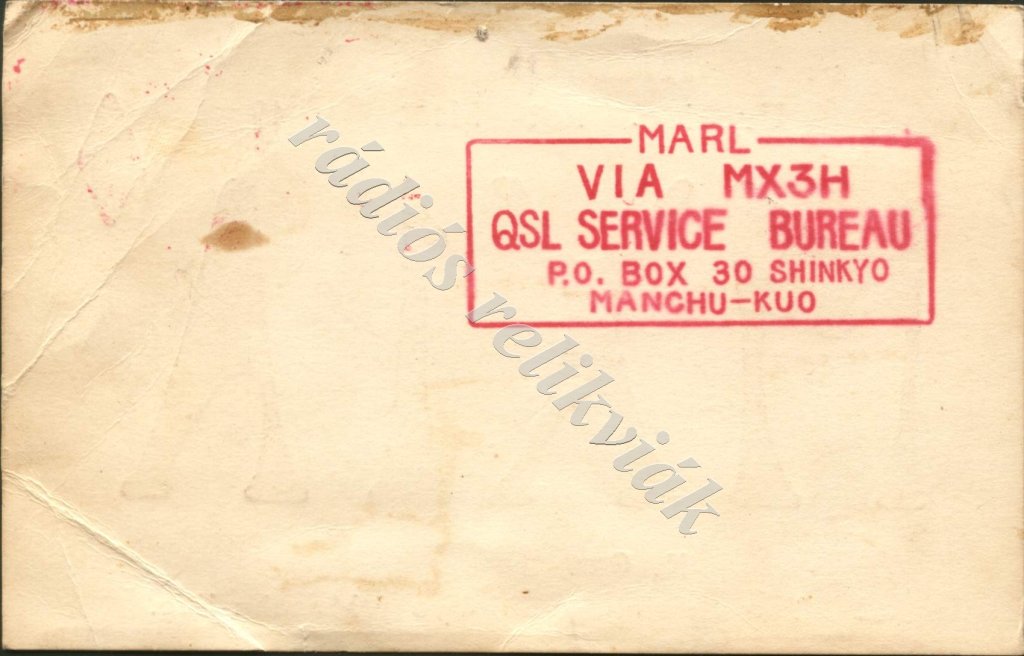 MARL
VIA MX3H
QSL SERVICE BUREAU
P.O. BOX 30 SHINKYO
MANCHU-KUO
rádiós relikviák